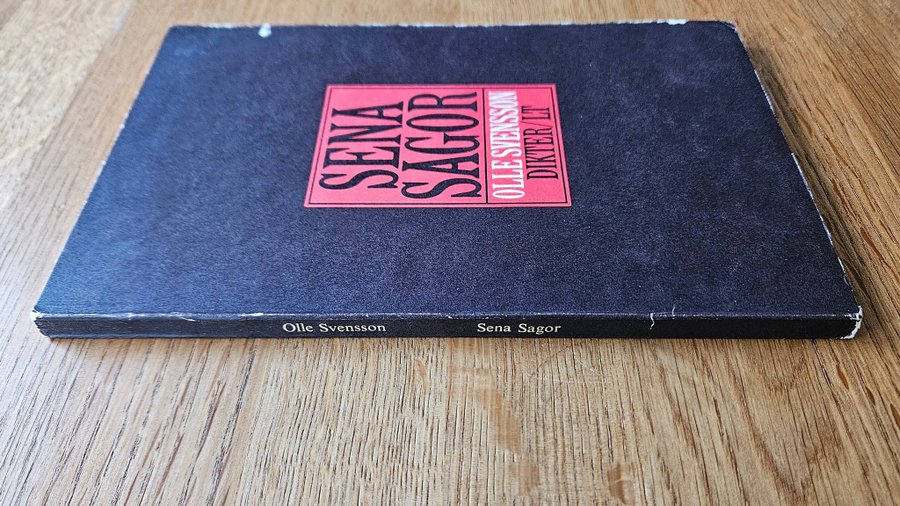 SENA
SAGOR
OLLE SVENSSON
DIKTER/LT
Olle Svensson Sena Sagor